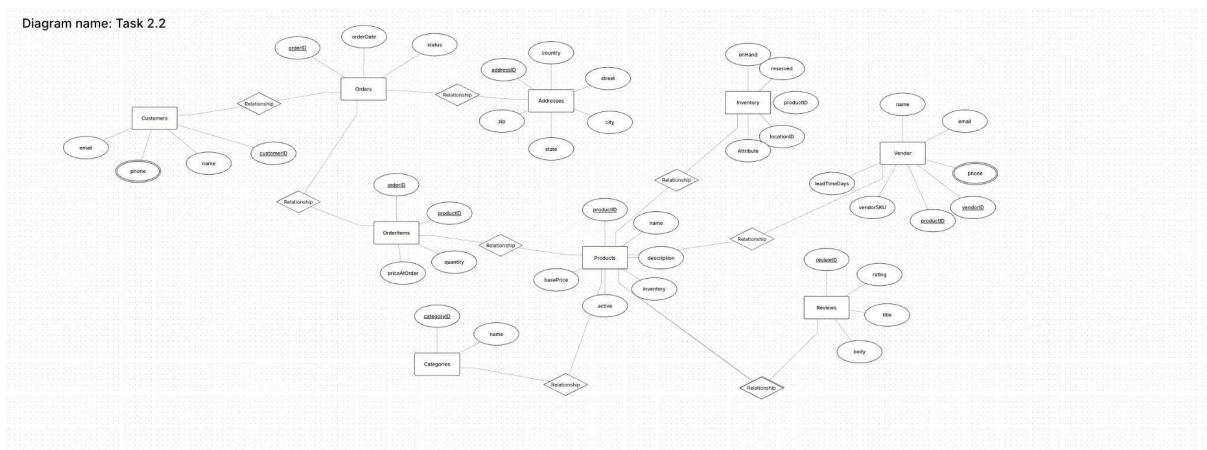 Diagram name: Task 2.2
orderID
orderDate
status
Orders
Relationship
Customers
email
phone
name
customerID
Relationship
addressID
country
street
Addresses
zip
city
state
Relationship
orderID
productID
OrderItems
quantity
priceAtOrder
Relationship
onHand
reserved
Inventory
productID
locationID
Attribute
Relationship
name
email
Vendor
phone
leadTimeDays
vendorSKU
productID
vendorID
Relationship
productID
name
Products
description
basePrice
inventory
active
reviewID
rating
Reviews
title
body
Relationship
categoryID
name
Categories
Relationship